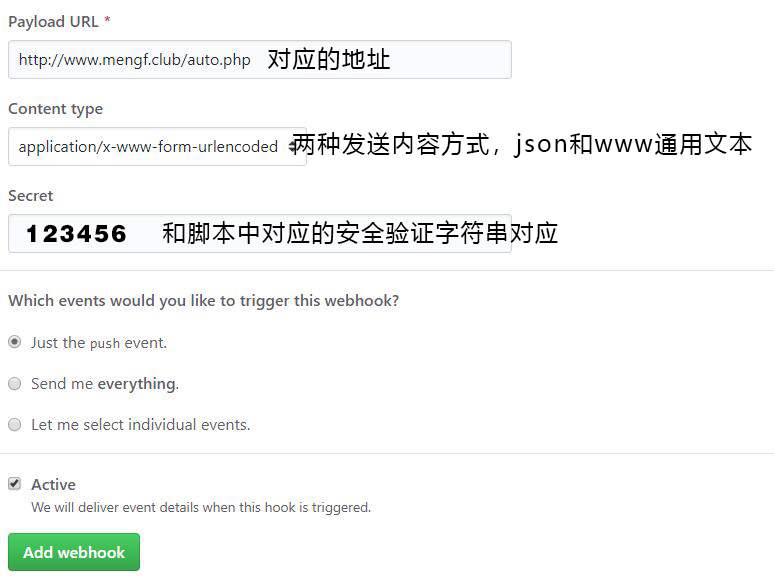 Payload URL *
http://www.mengf.club/auto.php 对应的地址
Content type
application/x-www-form-urlencoded 两种发送内容方式，json和www通用文本
Secret
123456 和脚本中对应的安全验证字符串对应
Which events would you like to trigger this webhook?
Just the push event.
Send me everything.
Let me select individual events.
Active
We will deliver event details when this hook is triggered.
Add webhook